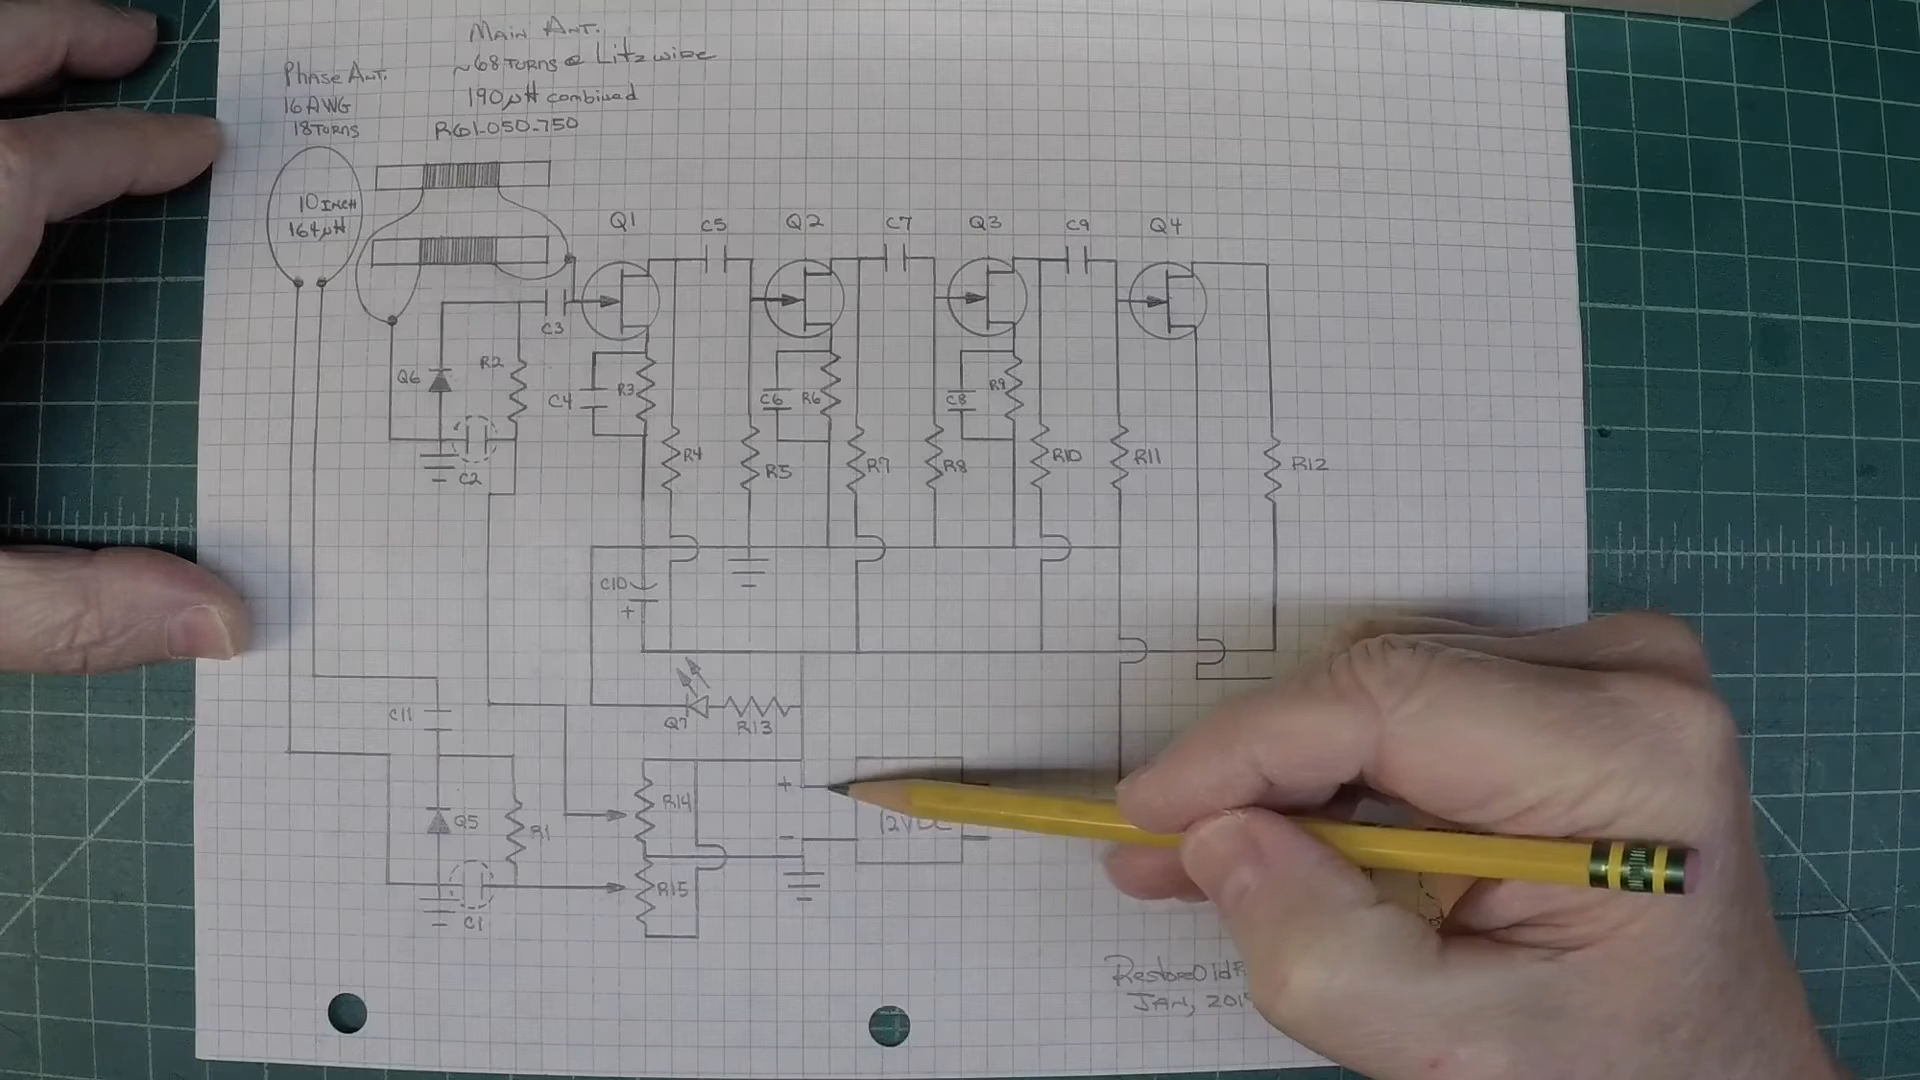 Main Ant.
~68 TURNS @ Litz wire
190µH combined
R61-050-750
Phase Ant.
16AWG
18TURNS
10 INCH
164µH
Q1
C5
Q2
C7
Q3
C9
Q4
C3
Q6
R2
C4
R3
C6
R6
C8
R9
R4
R5
R7
R8
R10
R11
R12
C2
C10
+
C11
Q7
R13
R14
+
Q5
R1
12VDC
-
R15
C1
RestoreOld
JAN, 201